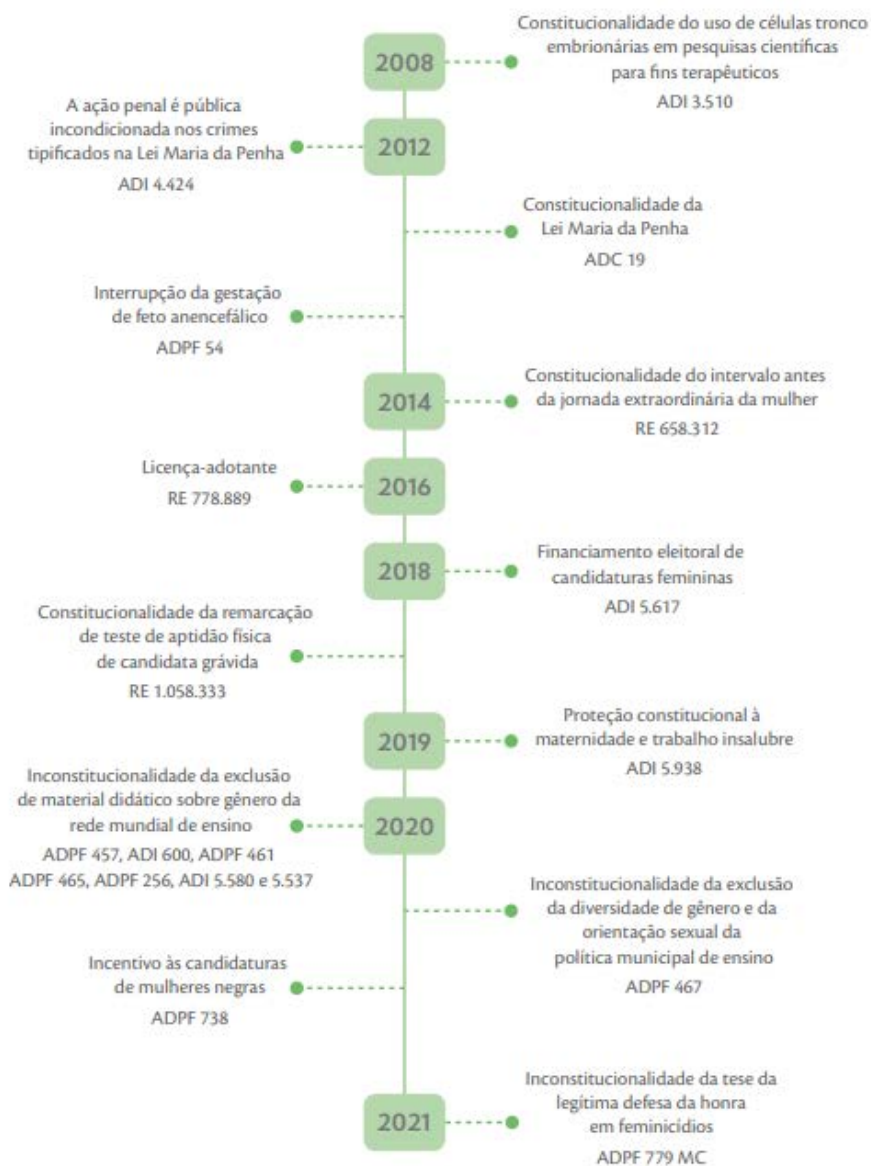 2008
Constitucionalidade do uso de células tronco
embrionárias em pesquisas científicas
para fins terapêuticos
ADI 3.510
A ação penal é pública
incondicionada nos crimes
tipificados na Lei Maria da Penha
ADI 4.424
2012
Constitucionalidade da
Lei Maria da Penha
ADC 19
Interrupção da gestação
de feto anencefálico
ADPF 54
2014
Constitucionalidade do intervalo antes
da jornada extraordinária da mulher
RE 658.312
Licença-adotante
RE 778.889
2016
2018
Financiamento eleitoral de
candidaturas femininas
ADI 5.617
Constitucionalidade da remarcação
de teste de aptidão física
de candidata grávida
RE 1.058.333
2019
Proteção constitucional à
maternidade e trabalho insalubre
ADI 5.938
Inconstitucionalidade da exclusão
de material didático sobre gênero da
rede mundial de ensino
ADPF 457, ADI 600, ADPF 461
ADPF 465, ADPF 256, ADI 5.580 e 5.537
2020
Inconstitucionalidade da exclusão
da diversidade de gênero e da
orientação sexual da
política municipal de ensino
ADPF 467
Incentivo às candidaturas
de mulheres negras
ADPF 738
2021
Inconstitucionalidade da tese da
legítima defesa da honra
em feminicídios
ADPF 779 MC